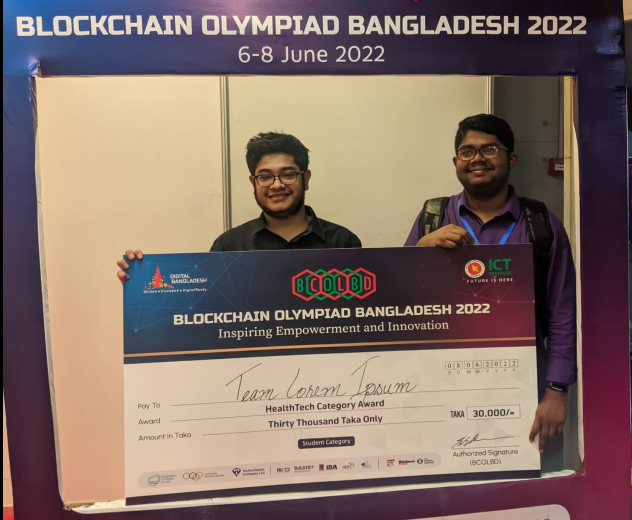 BLOCKCHAIN OLYMPIAD BANGLADESH 2022
6-8 June 2022
DIGITAL
BANGLADESH
BCOLBD
ICT
FUTURE IS HERE
BLOCKCHAIN OLYMPIAD BANGLADESH 2022
Inspiring Empowerment and Innovation
08062022
DDMMYYYY
Pay To Team Lorem Ipsum
Award HealthTech Category Award
Amount In Taka Thirty Thousand Taka Only
TAKA 30,000/=
Student Category
Authorized Signature
(BCOLBD)
BASIS
IBA